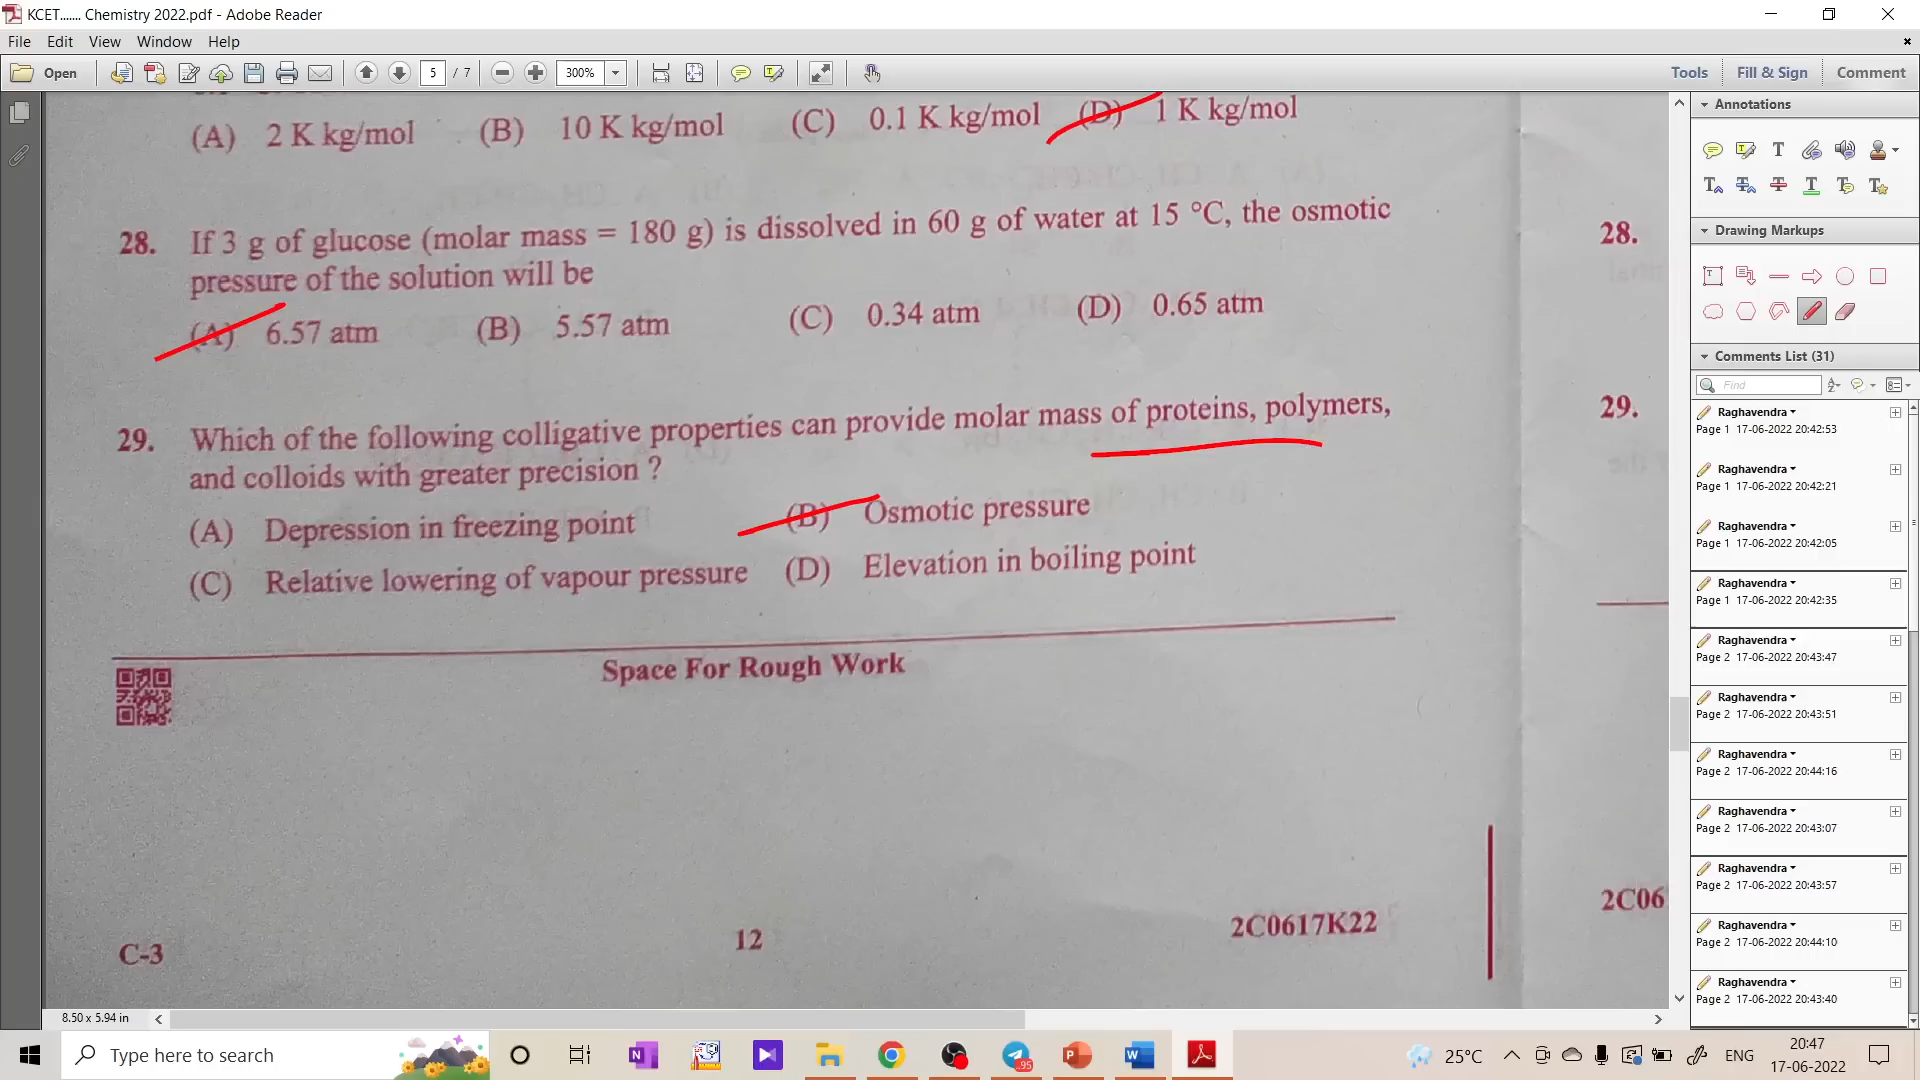 KCET....... Chemistry 2022.pdf - Adobe Reader
File Edit View Window Help
Open 5 / 7 300% Tools Fill & Sign Comment
(A) 2 K kg/mol (B) 10 K kg/mol (C) 0.1 K kg/mol (D) 1 K kg/mol
28. If 3 g of glucose (molar mass = 180 g) is dissolved in 60 g of water at 15 °C, the osmotic
pressure of the solution will be
(A) 6.57 atm (B) 5.57 atm (C) 0.34 atm (D) 0.65 atm
29. Which of the following colligative properties can provide molar mass of proteins, polymers,
and colloids with greater precision ?
(A) Depression in freezing point (B) Osmotic pressure
(C) Relative lowering of vapour pressure (D) Elevation in boiling point
Space For Rough Work
C-3 12 2C0617K22
28.
29.
2C06
8.50 x 5.94 in
Annotations
Drawing Markups
Comments List (31)
Find
Raghavendra
Page 1 17-06-2022 20:42:53
Raghavendra
Page 1 17-06-2022 20:42:21
Raghavendra
Page 1 17-06-2022 20:42:05
Raghavendra
Page 1 17-06-2022 20:42:35
Raghavendra
Page 2 17-06-2022 20:43:47
Raghavendra
Page 2 17-06-2022 20:43:51
Raghavendra
Page 2 17-06-2022 20:44:16
Raghavendra
Page 2 17-06-2022 20:43:07
Raghavendra
Page 2 17-06-2022 20:43:57
Raghavendra
Page 2 17-06-2022 20:44:10
Raghavendra
Page 2 17-06-2022 20:43:40
Type here to search
95
25°C ENG 20:47
17-06-2022